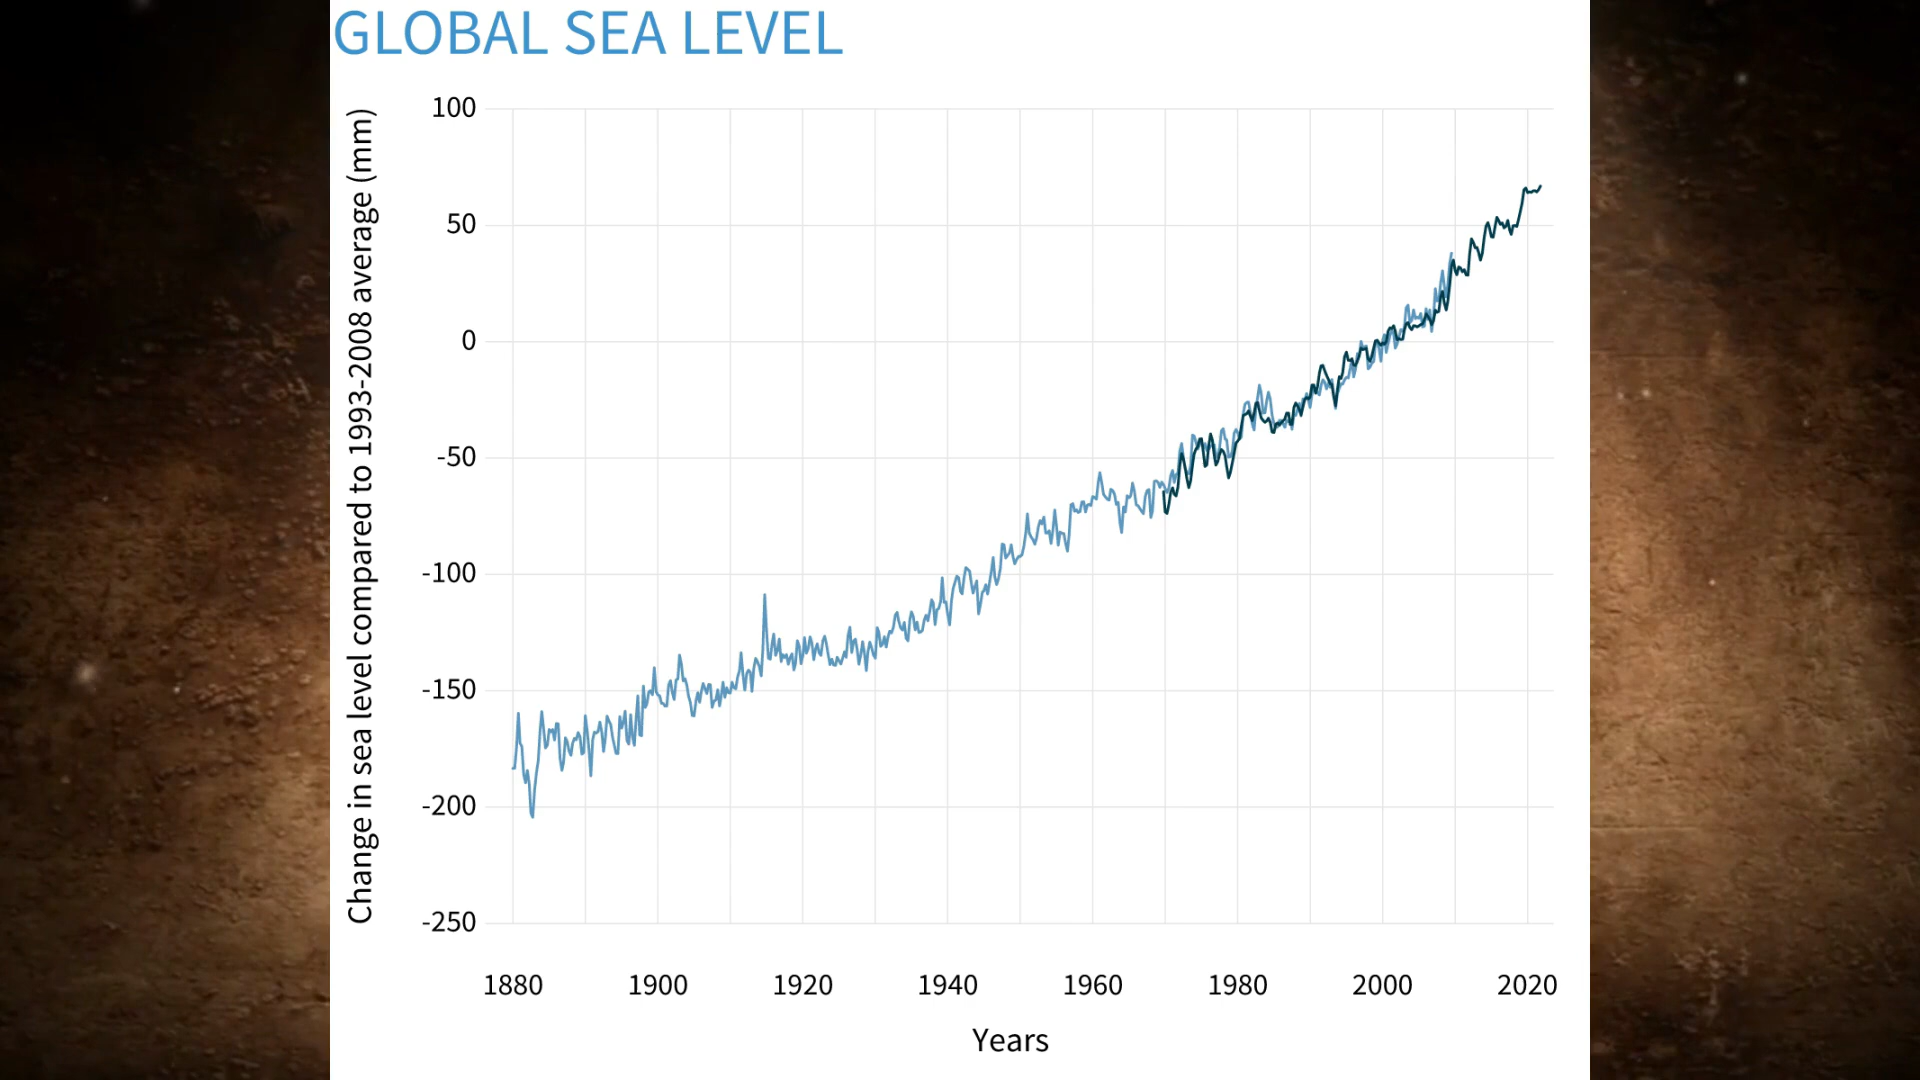 GLOBAL SEA LEVEL
Change in sea level compared to 1993-2008 average (mm)
100
50
0
-50
-100
-150
-200
-250
1880 1900 1920 1940 1960 1980 2000 2020
Years